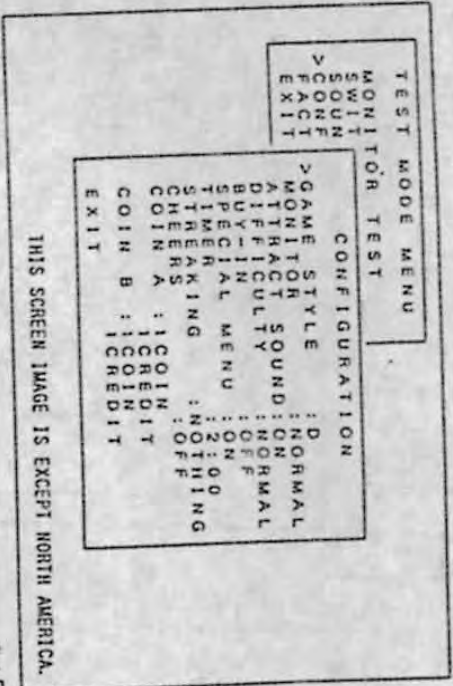 TEST MODE MENU
MONITOR TEST
SWIT
SOUN
>CONF
FACT
EXIT
CONFIGURATION
>GAME STYLE :D
MONITOR :NORMAL
ATTRACT SOUND:ON
DIFFICULTY :NORMAL
BUY-IN :OFF
SPECIAL MENU :ON
TIMER :2:00
STREAKING :NOTHING
CHEERS :OFF
COIN A :1COIN
1CREDIT
COIN B :1COIN
1CREDIT
EXIT
THIS SCREEN IMAGE IS EXCEPT NORTH AMERICA.